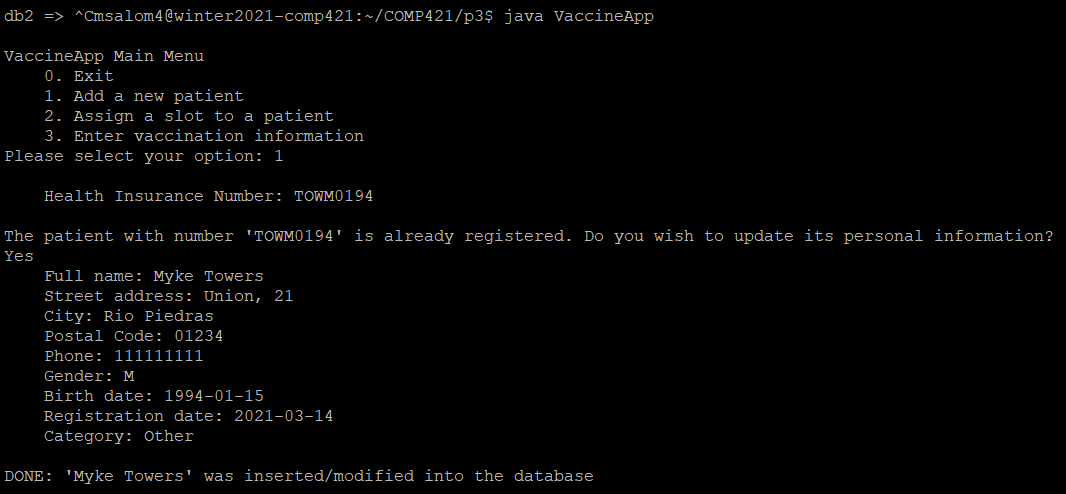 db2 => ^Cmsalom4@winter2021-comp421:~/COMP421/p3$ java VaccineApp
VaccineApp Main Menu
0. Exit
1. Add a new patient
2. Assign a slot to a patient
3. Enter vaccination information
Please select your option: 1
Health Insurance Number: TOWM0194
The patient with number 'TOWM0194' is already registered. Do you wish to update its personal information?
Yes
Full name: Myke Towers
Street address: Union, 21
City: Rio Piedras
Postal Code: 01234
Phone: 111111111
Gender: M
Birth date: 1994-01-15
Registration date: 2021-03-14
Category: Other
DONE: 'Myke Towers' was inserted/modified into the database